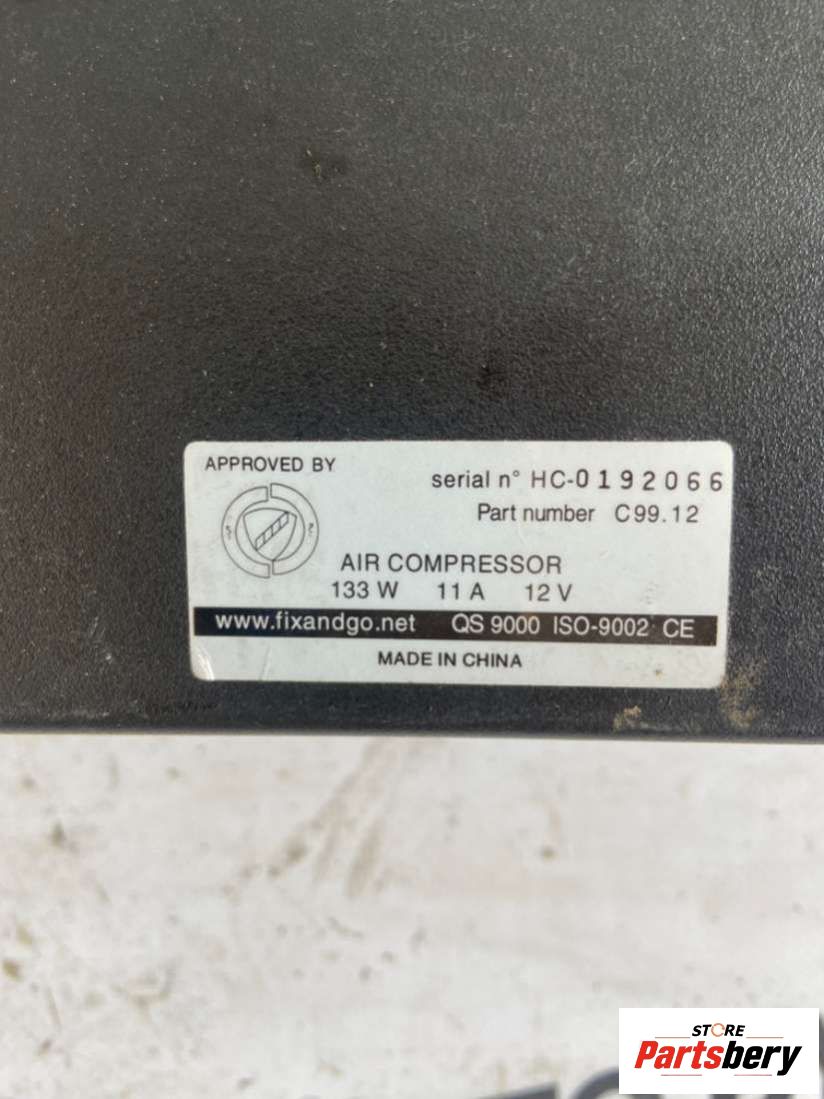 APPROVED BY
serial n° HC-0192066
Part number C99.12
AIR COMPRESSOR
133 W 11 A 12 V
www.fixandgo.net QS 9000 ISO-9002 CE
MADE IN CHINA
STORE
Partsbery